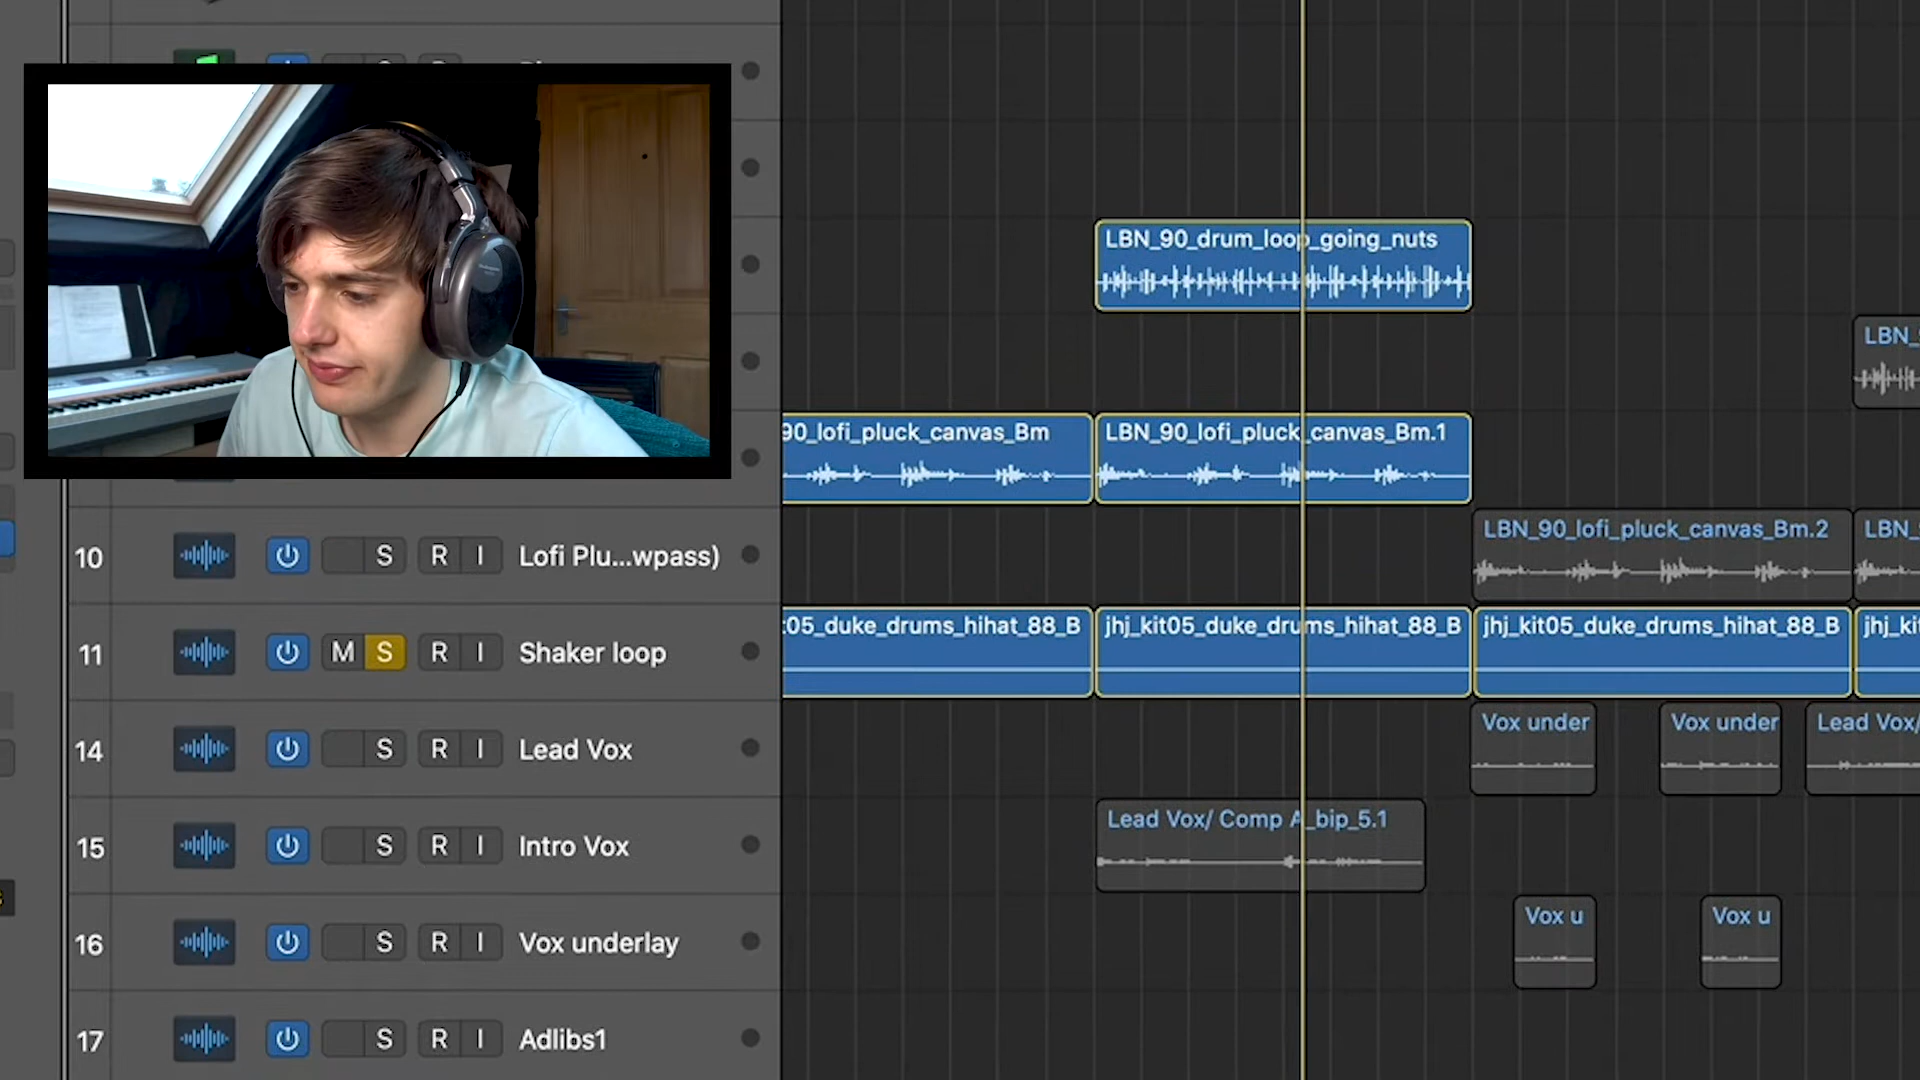 LBN_90_drum_loop_going_nuts
LBN_
90_lofi_pluck_canvas_Bm
LBN_90_lofi_pluck_canvas_Bm.1
10
S
R
I
Lofi Plu...wpass)
LBN_90_lofi_pluck_canvas_Bm.2
LBN_
11
M
S
R
I
Shaker loop
:05_duke_drums_hihat_88_B
jhj_kit05_duke_drums_hihat_88_B
jhj_kit05_duke_drums_hihat_88_B
jhj_kit
14
S
R
I
Lead Vox
Vox under
Vox under
Lead Vox/
15
S
R
I
Intro Vox
Lead Vox/ Comp A_bip_5.1
16
S
R
I
Vox underlay
Vox u
Vox u
17
S
R
I
Adlibs1